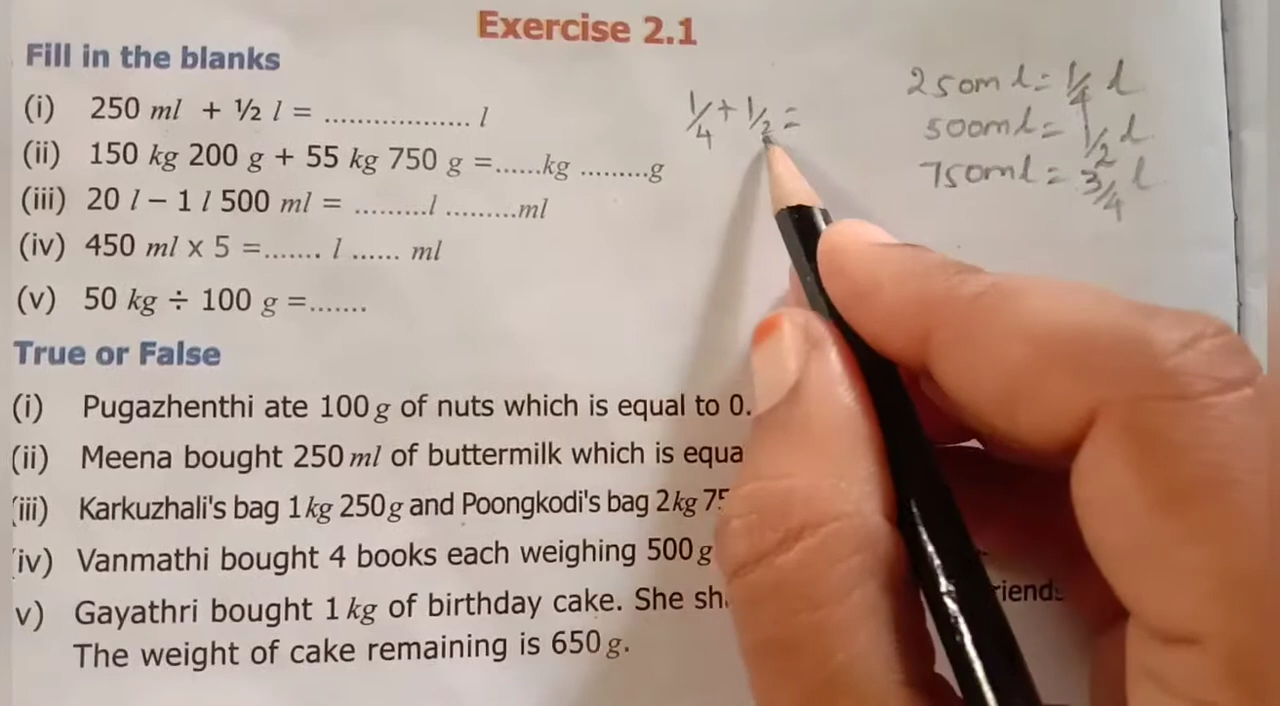 Exercise 2.1
Fill in the blanks
(i) 250 ml + ½ l = .................. l
(ii) 150 kg 200 g + 55 kg 750 g =......kg .........g
(iii) 20 l – 1 l 500 ml = .........l .........ml
(iv) 450 ml x 5 =....... l ...... ml
(v) 50 kg ÷ 100 g =.......
1/4 + 1/2 =
250ml = 1/4 l
500ml = 1/2 l
750ml = 3/4 l
True or False
(i) Pugazhenthi ate 100 g of nuts which is equal to 0.
(ii) Meena bought 250 ml of buttermilk which is equa
(iii) Karkuzhali's bag 1 kg 250 g and Poongkodi's bag 2 kg 7
iv) Vanmathi bought 4 books each weighing 500 g
v) Gayathri bought 1 kg of birthday cake. She sh
The weight of cake remaining is 650 g.